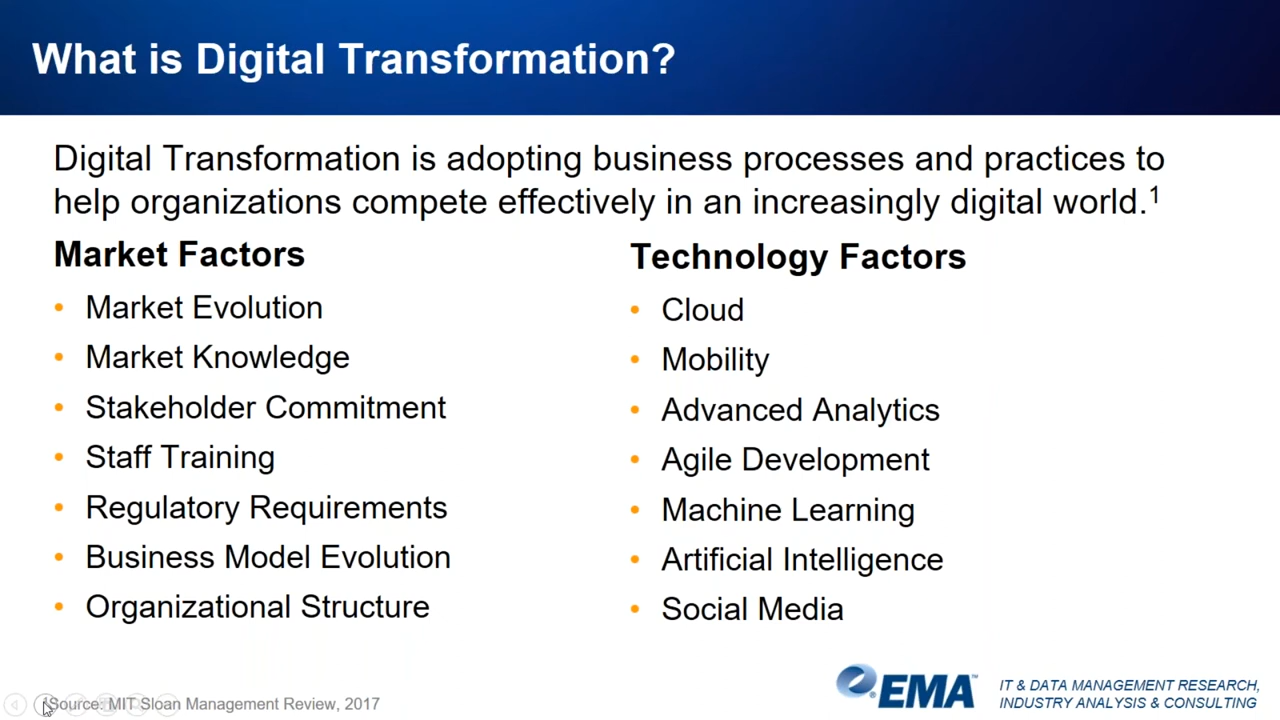 What is Digital Transformation?
Digital Transformation is adopting business processes and practices to
help organizations compete effectively in an increasingly digital world.¹
Market Factors
• Market Evolution
• Market Knowledge
• Stakeholder Commitment
• Staff Training
• Regulatory Requirements
• Business Model Evolution
• Organizational Structure
Technology Factors
• Cloud
• Mobility
• Advanced Analytics
• Agile Development
• Machine Learning
• Artificial Intelligence
• Social Media
¹Source: MIT Sloan Management Review, 2017
EMA™
IT & DATA MANAGEMENT RESEARCH,
INDUSTRY ANALYSIS & CONSULTING